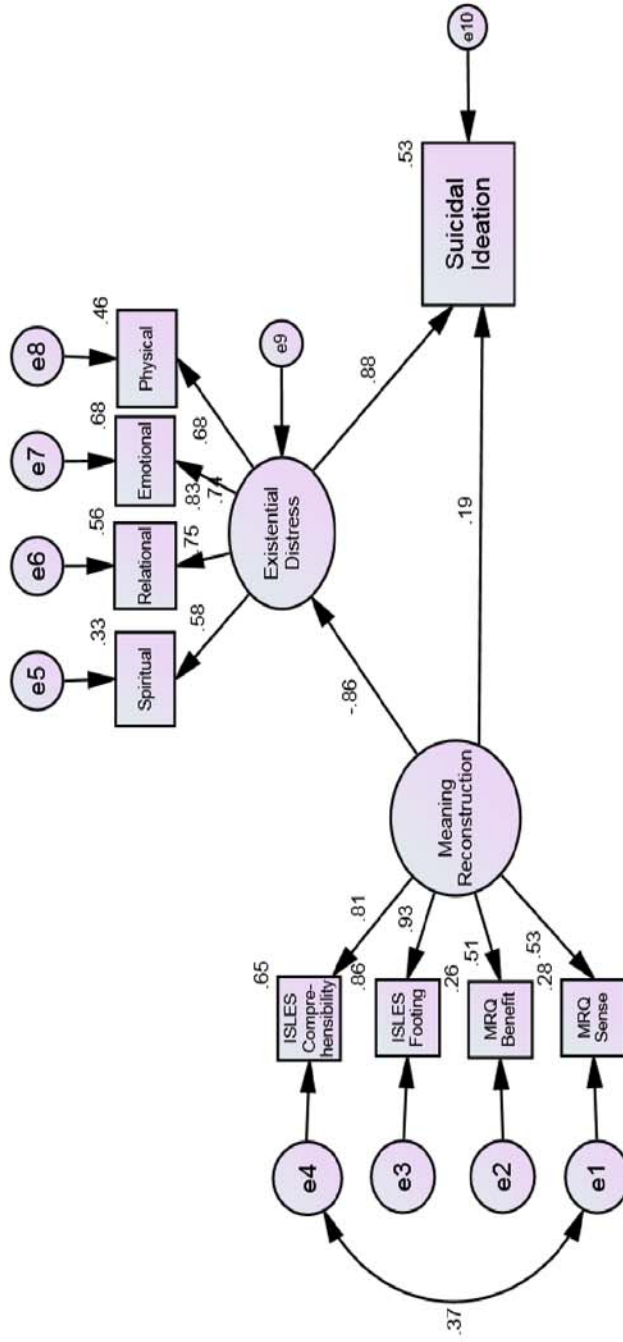 e8
.46
Physical
e7
.68
Emotional
.68
e9
e6
.56
Relational
.83
.74
.75
Existential
Distress
e5
.33
Spiritual
.58
.88
e10
.53
Suicidal
Ideation
-.86
.19
Meaning
Reconstruction
.65
ISLES
Compre-
hensibility
.81
e4
.86
ISLES
Footing
.93
e3
.26
MRQ
Benefit
.51
e2
.28
MRQ
Sense
.53
e1
.37